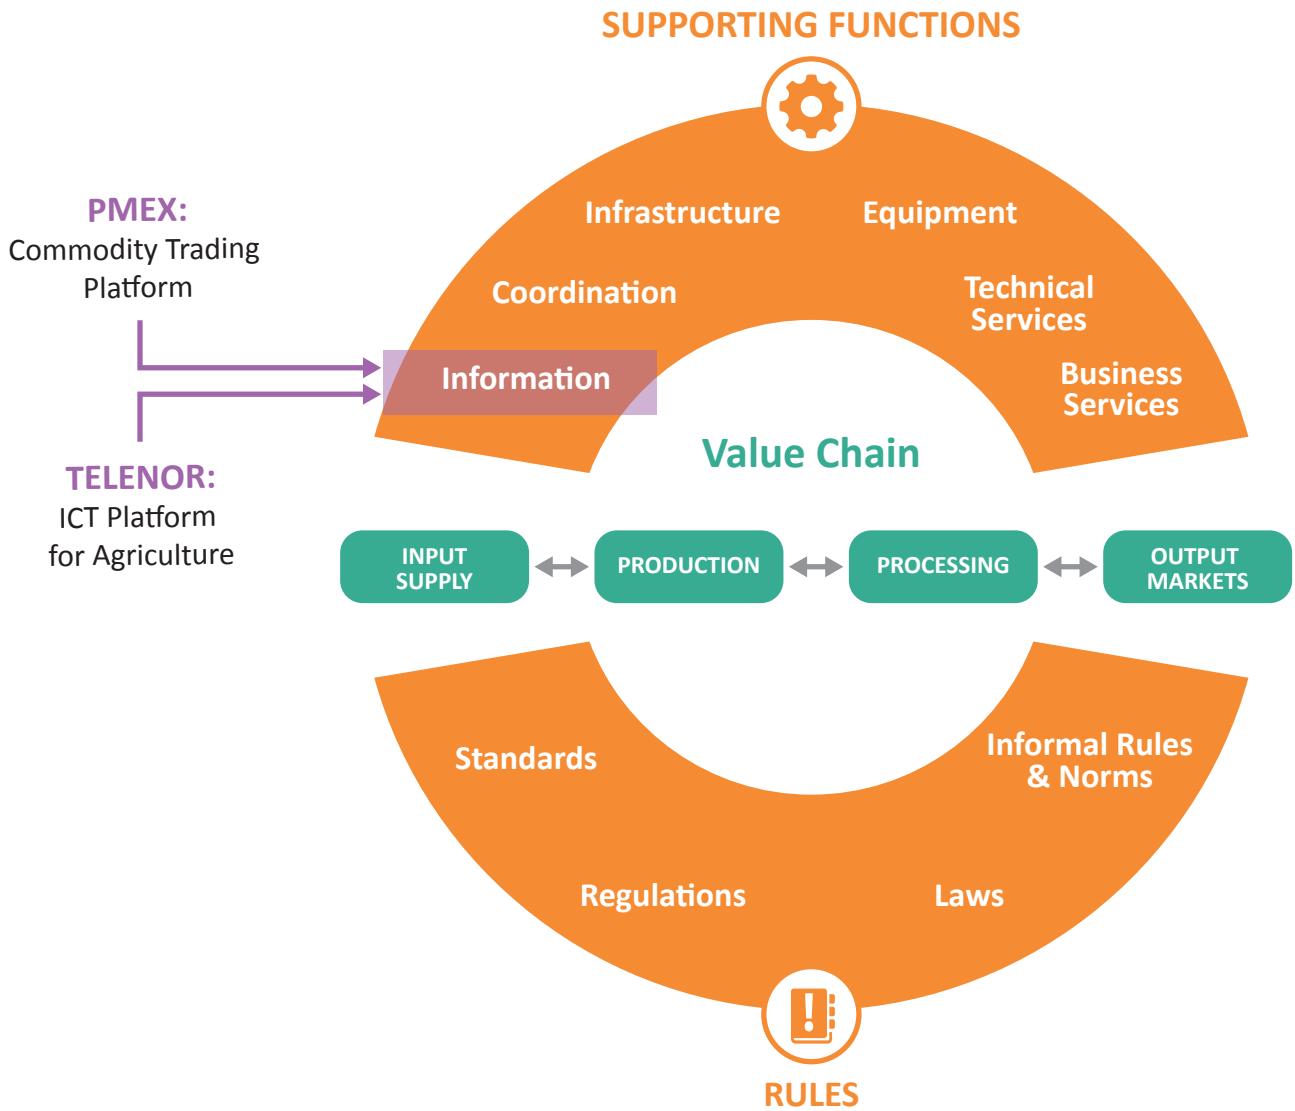 SUPPORTING FUNCTIONS
Infrastructure
Equipment
PMEX:
Commodity Trading
Platform
Coordination
Technical
Services
Information
Business
Services
Value Chain
TELENOR:
ICT Platform
for Agriculture
INPUT
SUPPLY
PRODUCTION
PROCESSING
OUTPUT
MARKETS
Standards
Informal Rules
& Norms
Regulations
Laws
RULES